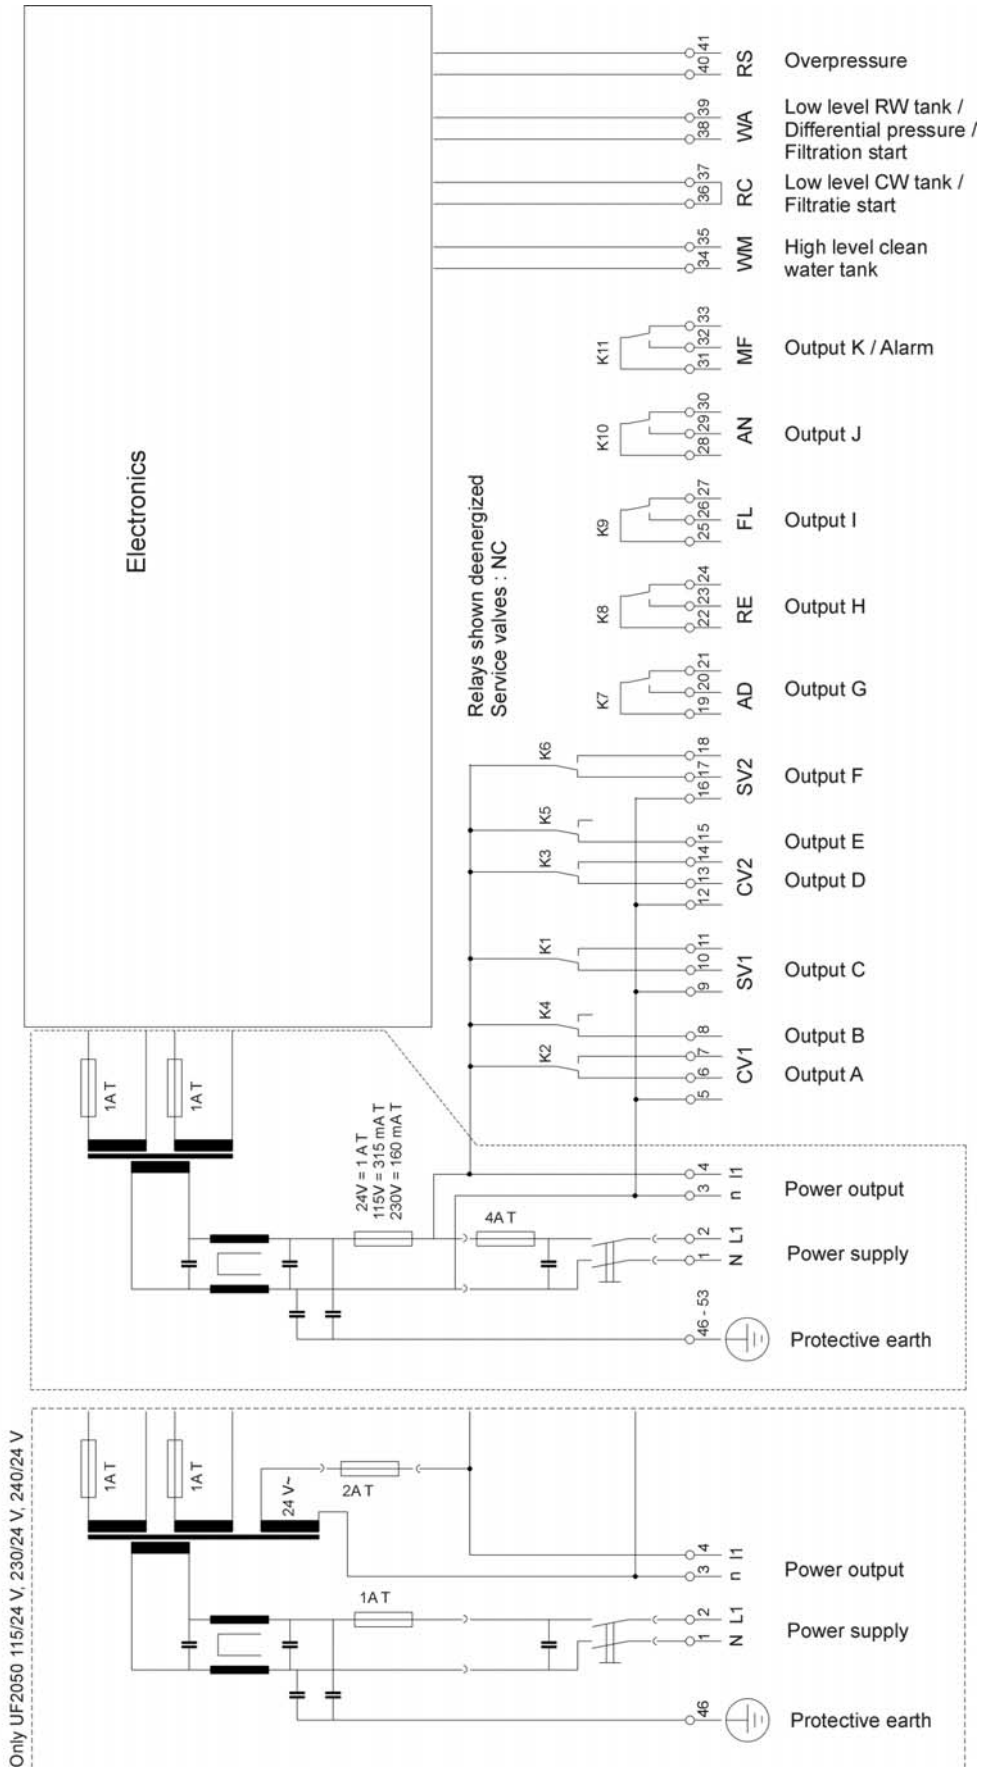 Electronics
41
40
RS
Overpressure
39
38
WA
Low level RW tank /
Differential pressure /
Filtration start
37
36
RC
Low level CW tank /
Filtratie start
35
34
WM
High level clean
water tank
K11
33
32
31
MF
Output K / Alarm
K10
30
29
28
AN
Output J
Relays shown deenergized
Service valves : NC
K9
27
26
25
FL
Output I
K8
24
23
22
RE
Output H
K7
21
20
19
AD
Output G
K6
18
17
16
SV2
Output F
K5
15
Output E
K3
14
13
12
CV2
Output D
K1
11
10
9
SV1
Output C
K4
8
Output B
K2
7
6
5
CV1
Output A
1A T
1A T
24V = 1 A T
115V = 315 mA T
230V = 160 mA T
4
3
l1
n
Power output
4A T
2
1
L1
N
Power supply
46 - 53
Protective earth
Only UF2050 115/24 V, 230/24 V, 240/24 V
1A T
1A T
24 V~
2A T
4
3
l1
n
Power output
1A T
2
1
L1
N
Power supply
46
Protective earth